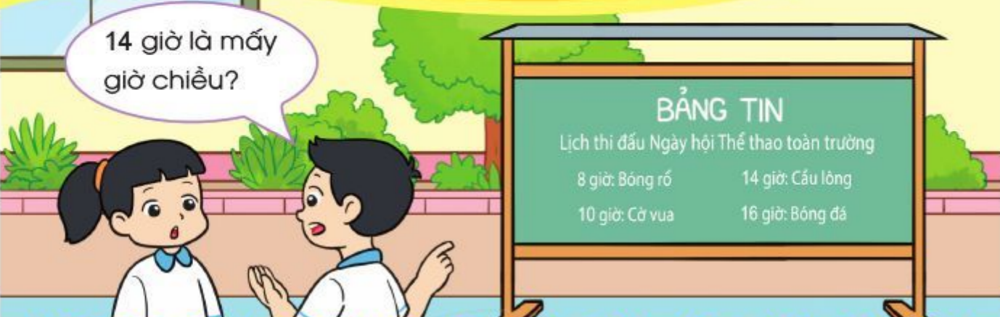 14 giờ là mấy
giờ chiều?
BẢNG TIN
Lịch thi đấu Ngày hội Thể thao toàn trường
8 giờ: Bóng rổ
14 giờ: Cầu lông
10 giờ: Cờ vua
16 giờ: Bóng đá